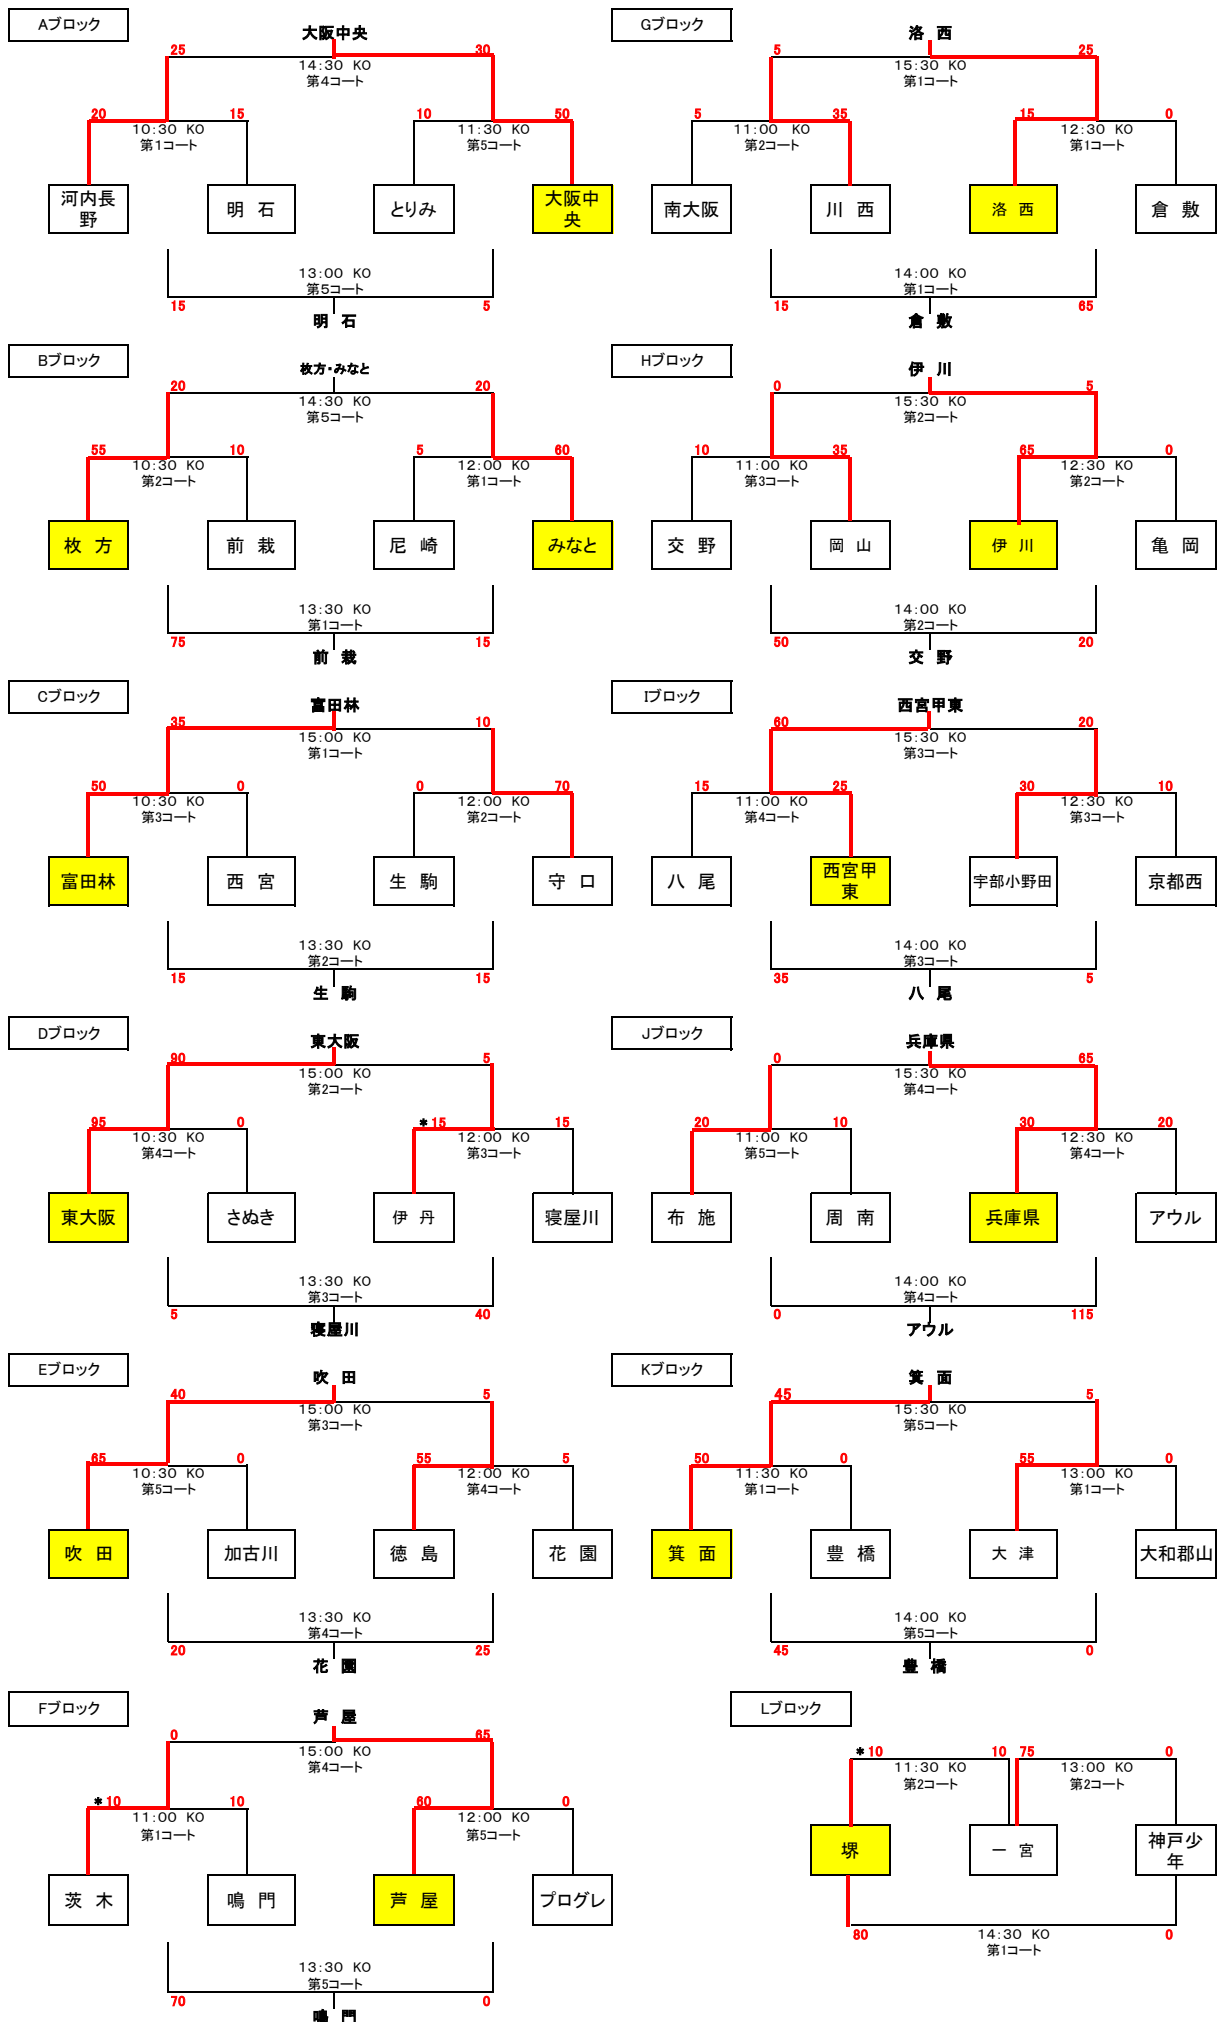 Aブロック
大阪中央
25 30
14:30 KO
第4コート
20 15 10 50
10:30 KO 11:30 KO
第1コート 第5コート
河内長野 明 石 とりみ 大阪中央
13:00 KO
第5コート
15 5
明 石
Bブロック
枚方・みなと
20 20
14:30 KO
第5コート
55 10 5 60
10:30 KO 12:00 KO
第2コート 第1コート
枚 方 前 栽 尼 崎 みなと
13:30 KO
第1コート
75 15
前 栽
Cブロック
富田林
35 10
15:00 KO
第1コート
50 0 0 70
10:30 KO 12:00 KO
第3コート 第2コート
富田林 西 宮 生 駒 守 口
13:30 KO
第2コート
15 15
生 駒
Dブロック
東大阪
90 5
15:00 KO
第2コート
95 0 *15 15
10:30 KO 12:00 KO
第4コート 第3コート
東大阪 さぬき 伊 丹 寝屋川
13:30 KO
第3コート
5 40
寝屋川
Eブロック
吹 田
40 5
15:00 KO
第3コート
65 0 55 5
10:30 KO 12:00 KO
第5コート 第4コート
吹 田 加古川 徳 島 花 園
13:30 KO
第4コート
20 25
花 園
Fブロック
芦 屋
0 65
15:00 KO
第4コート
*10 10 60 0
11:00 KO 12:00 KO
第1コート 第5コート
茨 木 鳴 門 芦 屋 プログレ
13:30 KO
第5コート
70 0
鳴 門
Gブロック
洛 西
5 25
15:30 KO
第1コート
5 35 15 0
11:00 KO 12:30 KO
第2コート 第1コート
南大阪 川 西 洛 西 倉 敷
14:00 KO
第1コート
15 65
倉 敷
Hブロック
伊 川
0 5
15:30 KO
第2コート
10 35 65 0
11:00 KO 12:30 KO
第3コート 第2コート
交 野 岡 山 伊 川 亀 岡
14:00 KO
第2コート
50 20
交 野
Iブロック
西宮甲東
60 20
15:30 KO
第3コート
15 25 30 10
11:00 KO 12:30 KO
第4コート 第3コート
八 尾 西宮甲東 宇部小野田 京都西
14:00 KO
第3コート
35 5
八 尾
Jブロック
兵庫県
0 65
15:30 KO
第4コート
20 10 30 20
11:00 KO 12:30 KO
第5コート 第4コート
布 施 周 南 兵庫県 アウル
14:00 KO
第4コート
0 115
アウル
Kブロック
箕 面
45 5
15:30 KO
第5コート
50 0 55 0
11:30 KO 13:00 KO
第1コート 第1コート
箕 面 豊 橋 大 津 大和郡山
14:00 KO
第5コート
45 0
豊 橋
Lブロック
*10 10 75 0
11:30 KO 13:00 KO
第2コート 第2コート
堺 一 宮 神戸少年
80 0
14:30 KO
第1コート